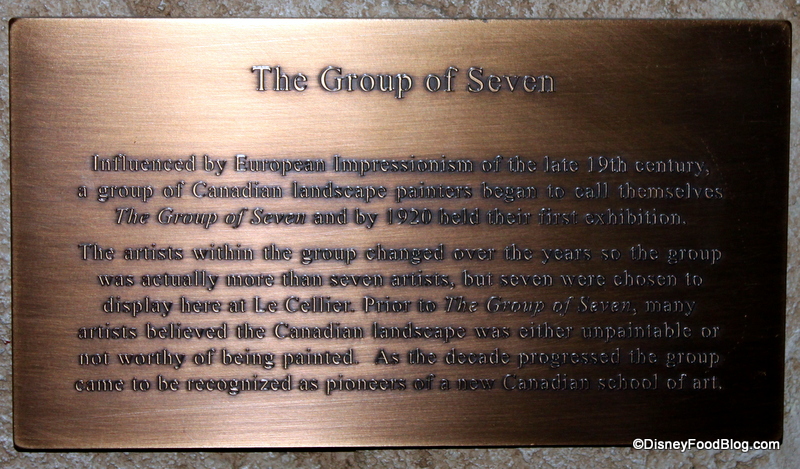 The Group of Seven
Influenced by European Impressionism of the late 19th century,
a group of Canadian landscape painters began to call themselves
The Group of Seven and by 1920 held their first exhibition.
The artists within the group changed over the years so the group
was actually more than seven artists, but seven were chosen to
display here at Le Cellier. Prior to The Group of Seven, many
artists believed the Canadian landscape was either unpaintable or
not worthy of being painted. As the decade progressed the group
came to be recognized as pioneers of a new Canadian school of art.
©DisneyFoodBlog.com